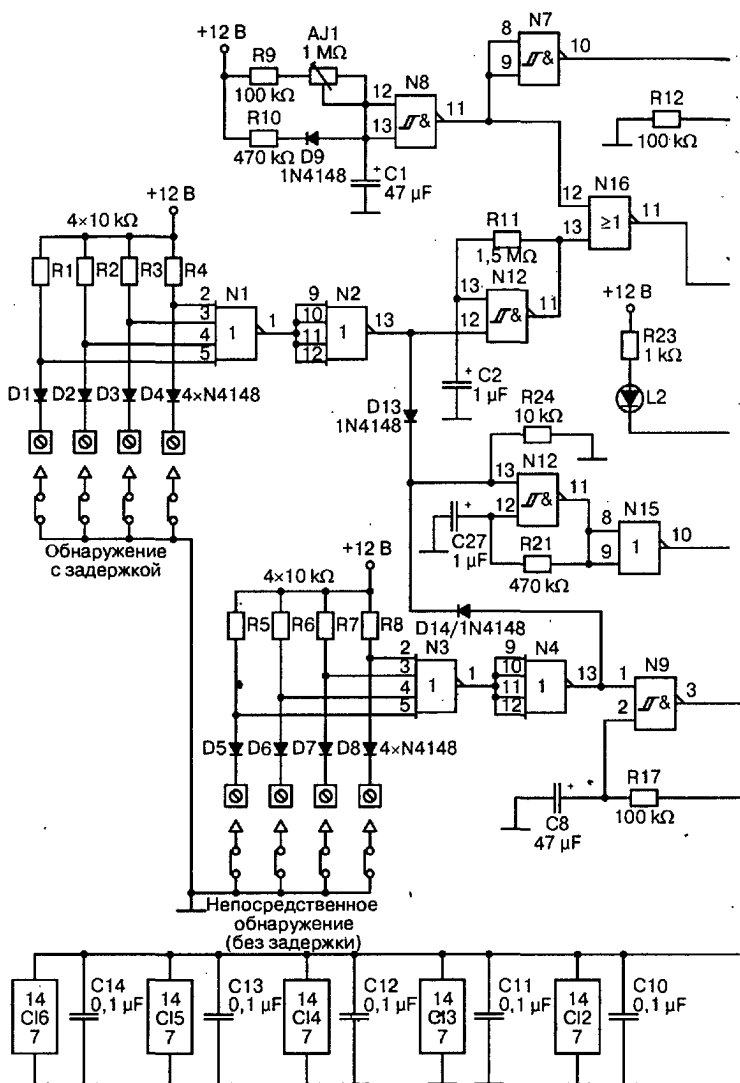 +12 В
R9
100 kΩ
AJ1
1 MΩ
R10
470 kΩ
D9
1N4148
C1
47 µF
+
12
13
N8
&
11
8
9
N7
&
10
R12
100 kΩ
+12 В
4×10 kΩ
R1
R2
R3
R4
2
3
4
5
N1
1
1
9
10
11
12
N2
1
13
R11
1,5 MΩ
13
12
N12
&
11
+
C2
1 µF
12
13
N16
≥1
11
+12 В
R23
1 kΩ
L2
D1
D2
D3
D4
4×N4148
Обнаружение
с задержкой
D13
1N4148
R24
10 kΩ
13
12
N12
&
11
+
C27
1 µF
R21
470 kΩ
8
9
N15
1
10
+12 В
4×10 kΩ
R5
R6
R7
R8
D14/1N4148
2
3
4
5
N3
1
1
9
10
11
12
N4
1
13
1
2
N9
&
3
D5
D6
D7
D8
4×N4148
+
C8
47 µF
R17
100 kΩ
Непосредственное
обнаружение
(без задержки)
14
CI6
7
C14
0,1 µF
14
CI5
7
C13
0,1 µF
14
CI4
7
C12
0,1 µF
14
CI3
7
C11
0,1 µF
14
CI2
7
C10
0,1 µF